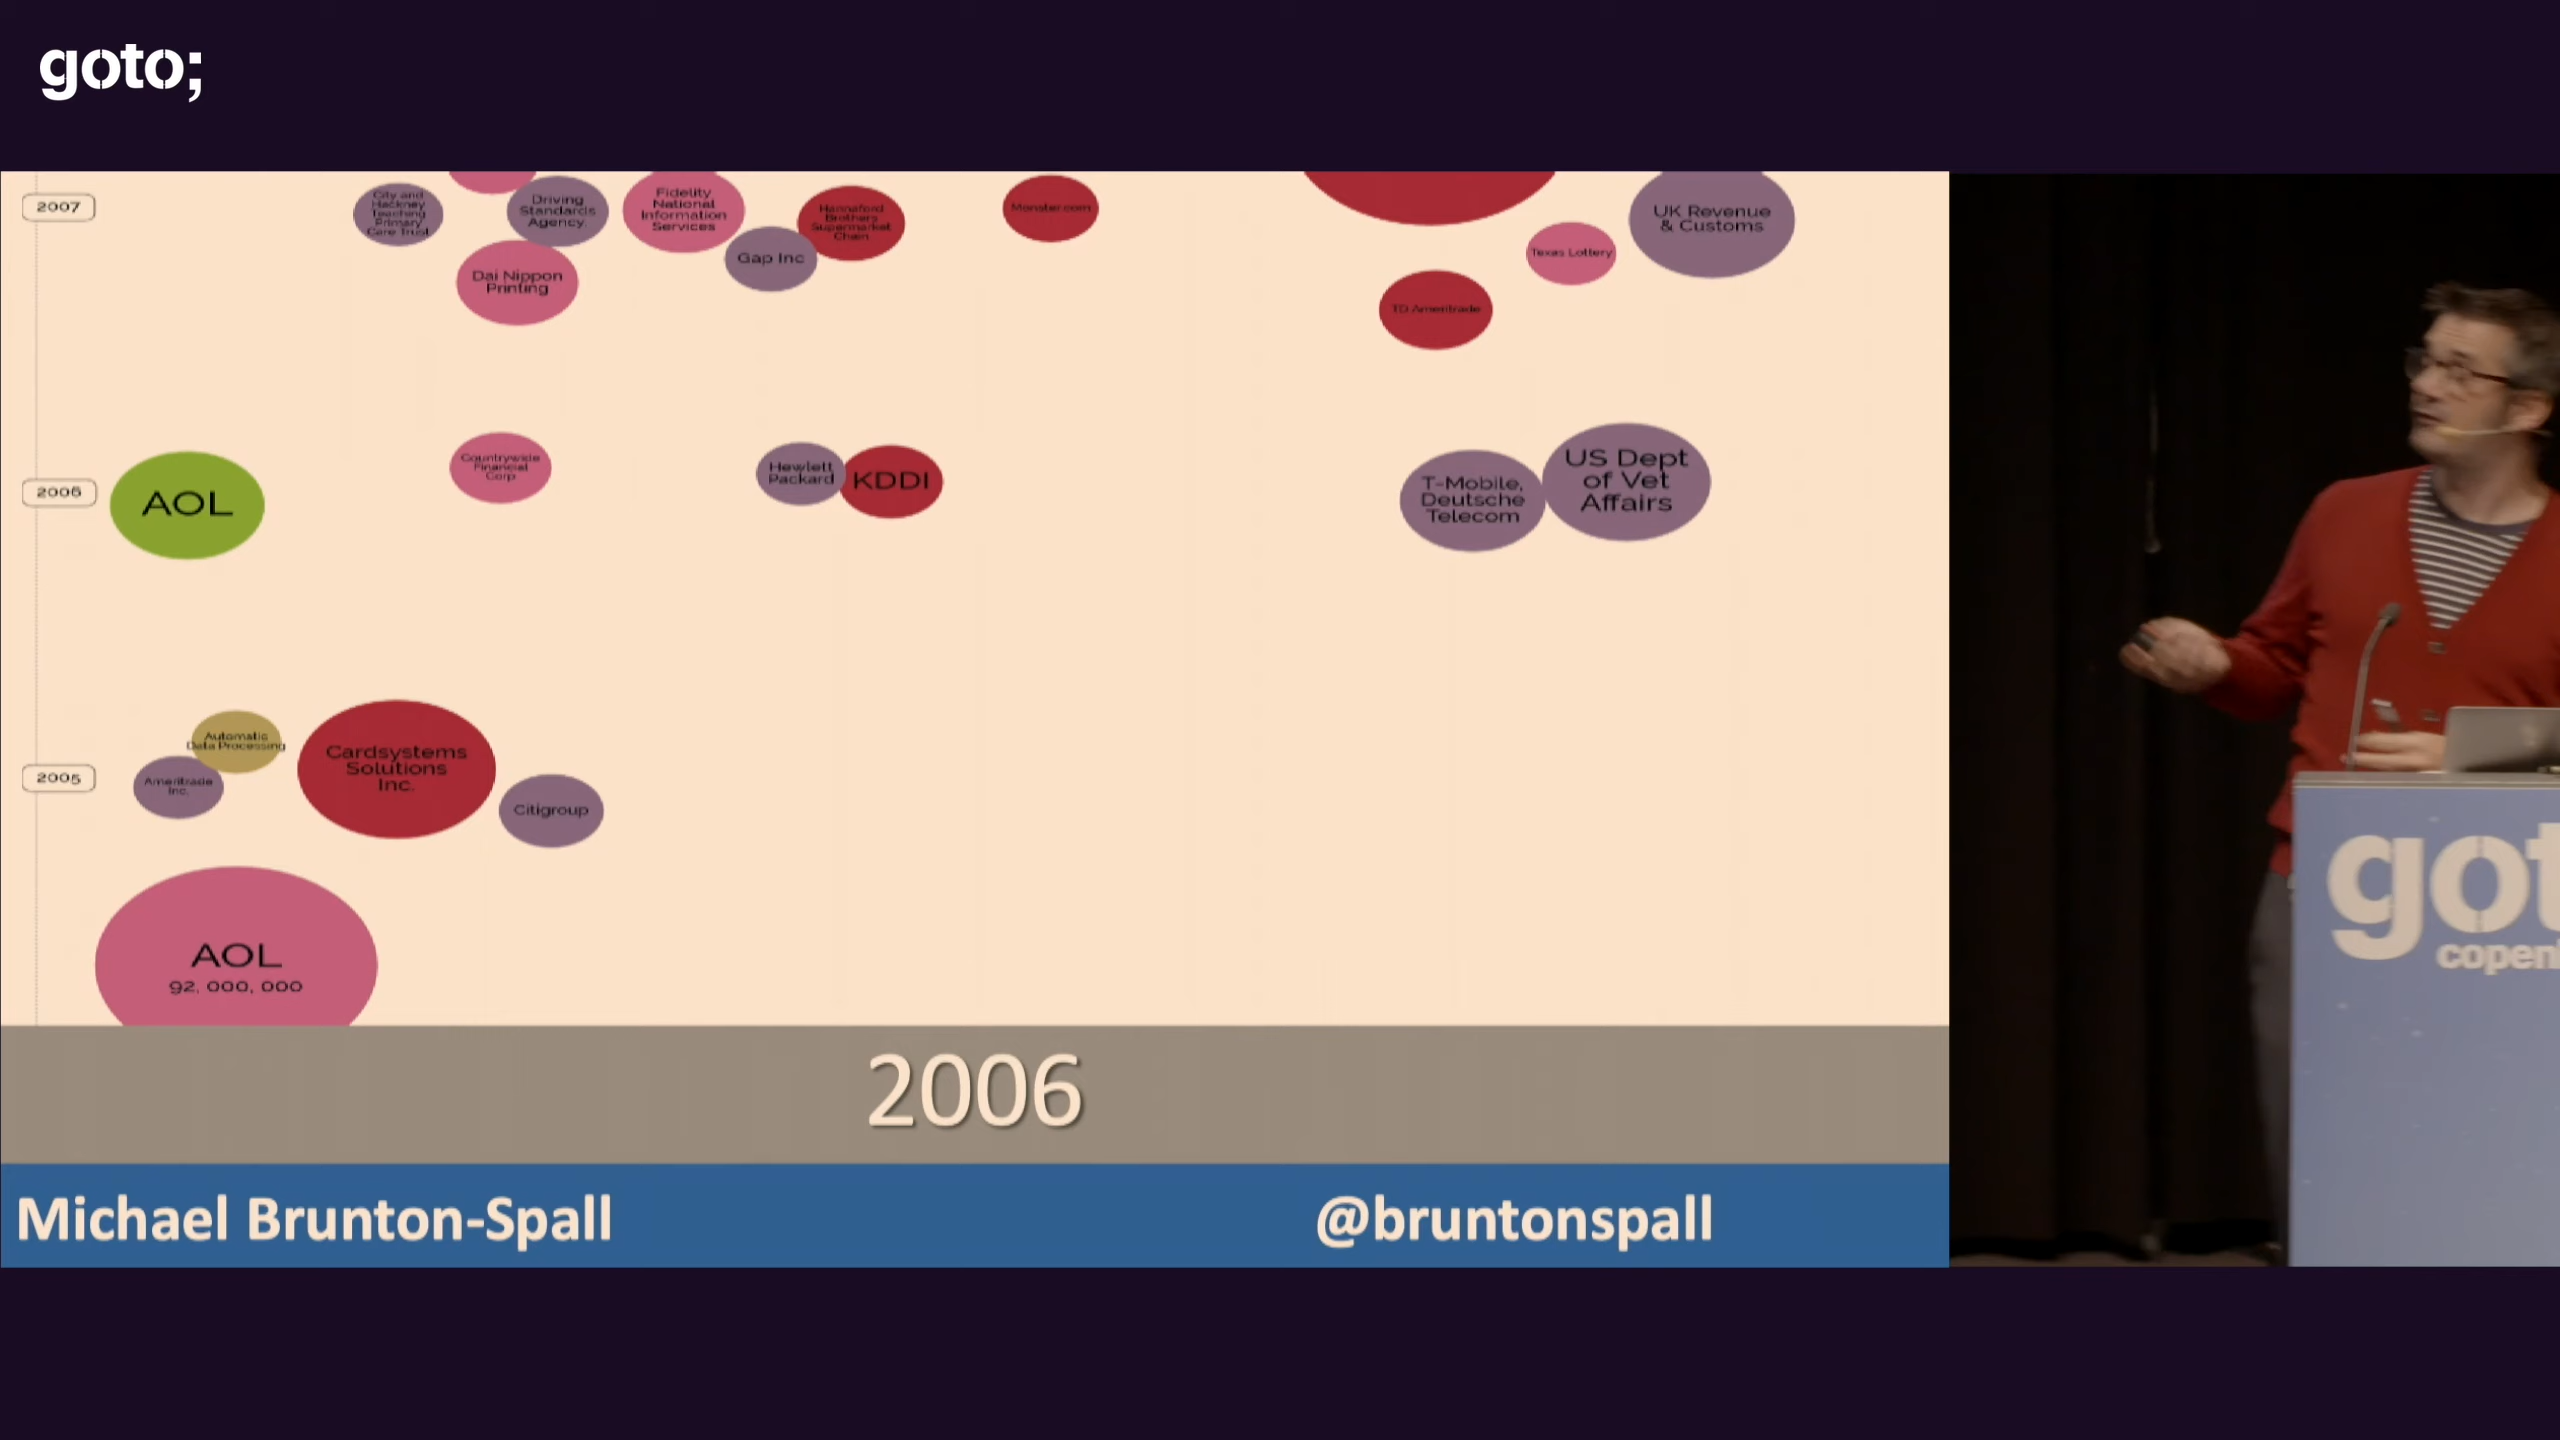 goto;
2007
City and
Hackney
Teaching
Primary
Care Trust
Driving
Standards
Agency.
Fidelity
National
Information
Services
Hannaford
Brothers
Supermarket
Chain
Monster.com
UK Revenue
& Customs
Gap Inc
Texas Lottery
Dai Nippon
Printing
TD Ameritrade
2006
AOL
Countrywide
Financial
Corp
Hewlett
Packard
KDDI
T-Mobile,
Deutsche
Telecom
US Dept
of Vet
Affairs
2005
Automatic
Data Processing
Ameritrade
Inc.
Cardsystems
Solutions
Inc.
Citigroup
AOL
92, 000, 000
2006
Michael Brunton-Spall
@bruntonspall
got
copen